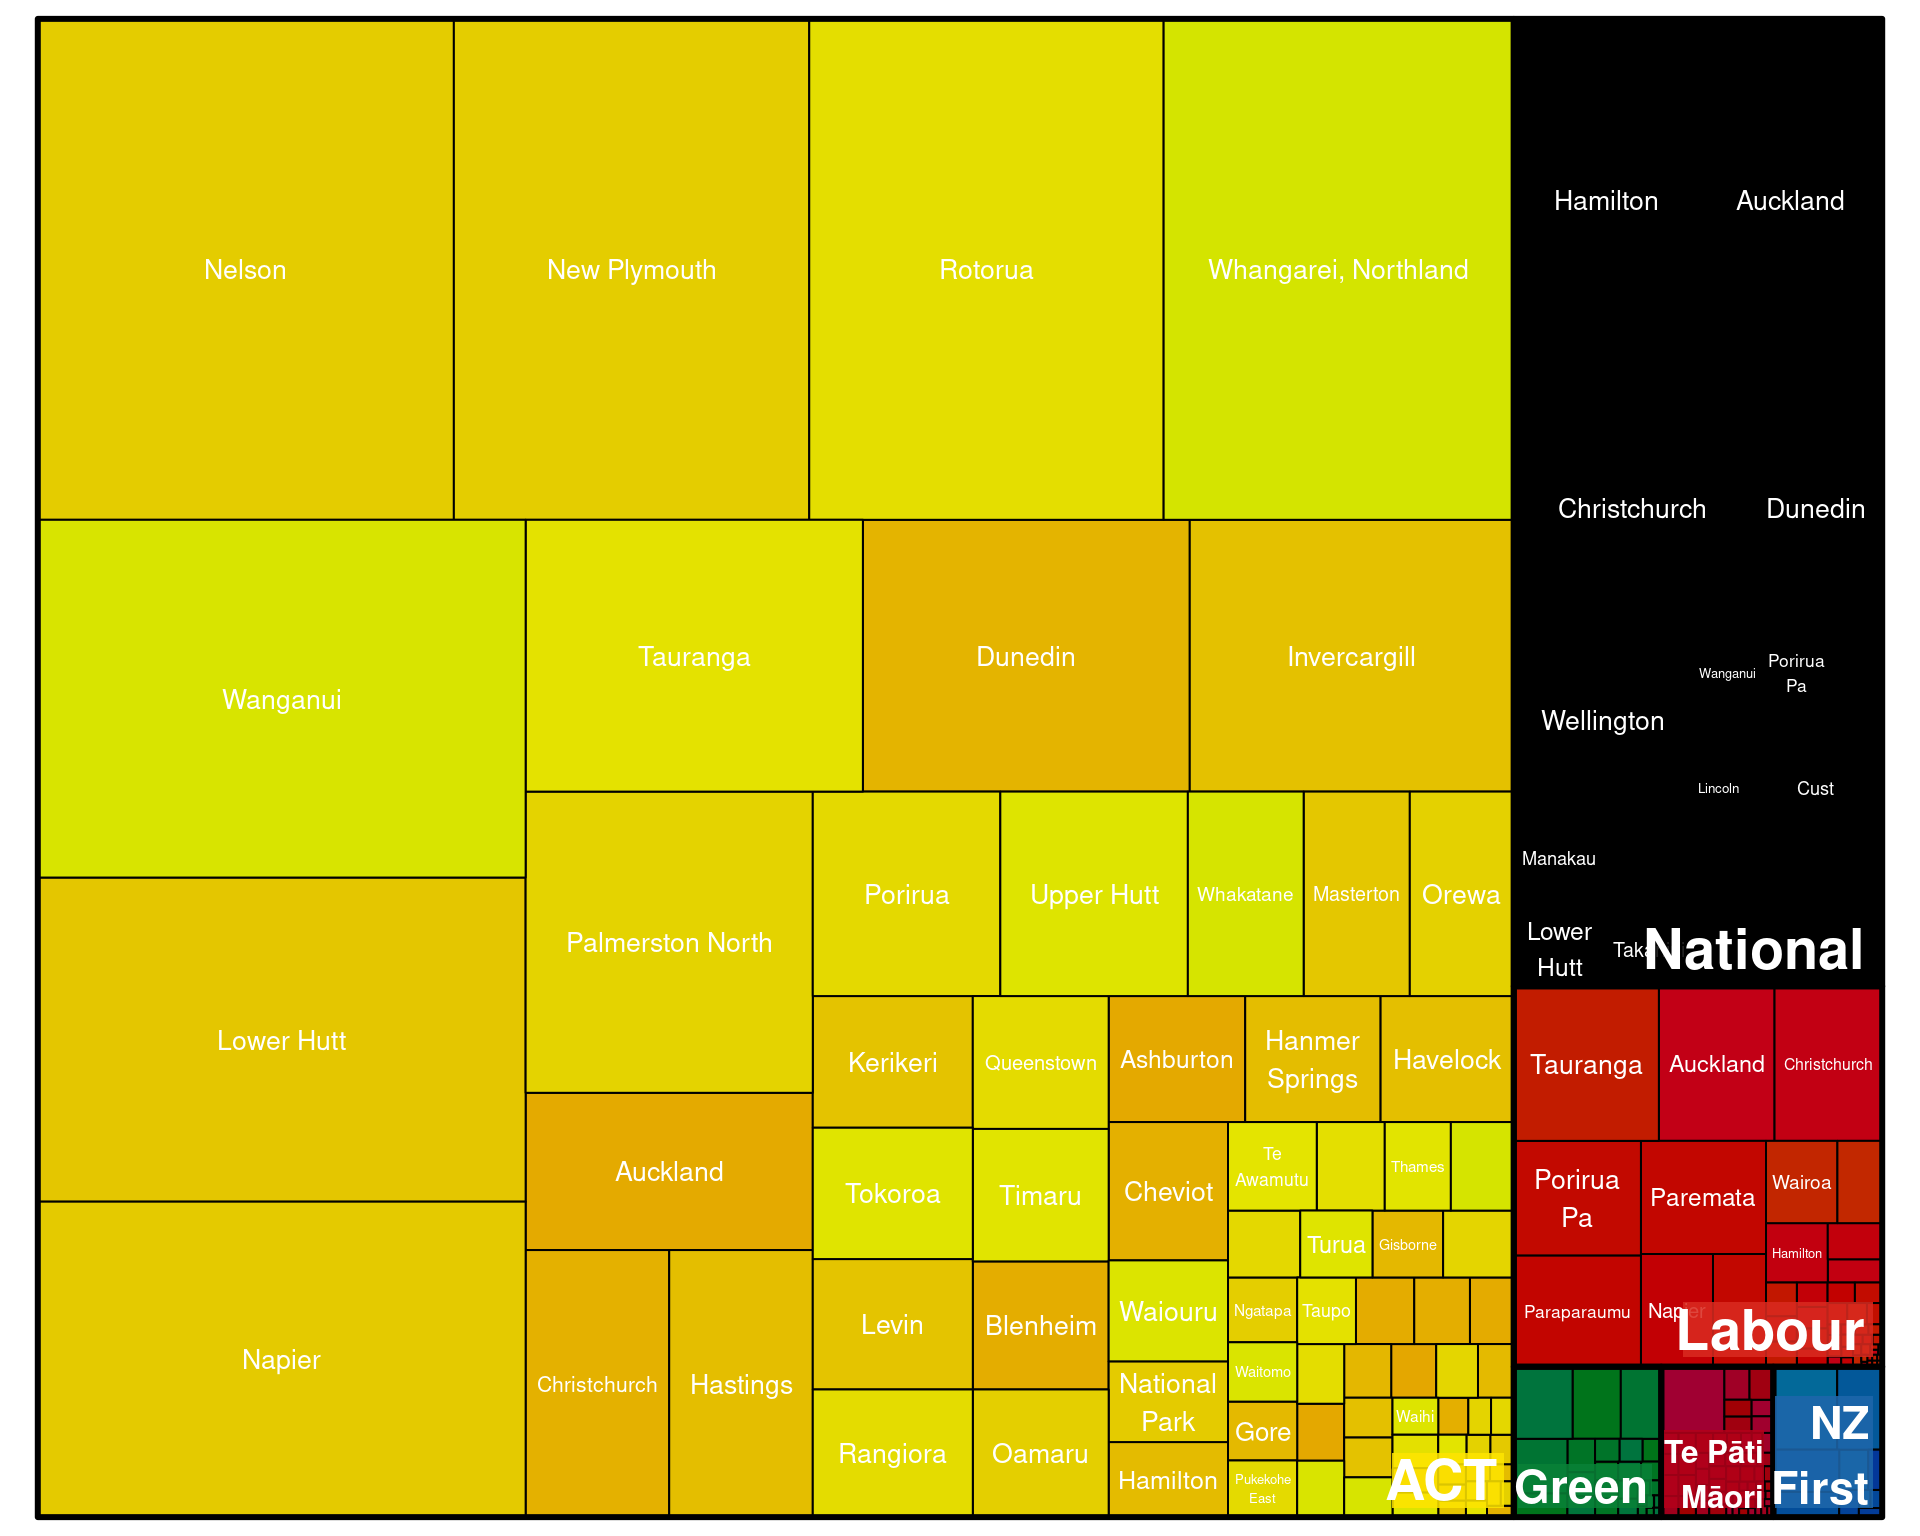 Nelson
New Plymouth
Rotorua
Whangarei, Northland
Wanganui
Tauranga
Dunedin
Invercargill
Lower Hutt
Napier
Palmerston North
Auckland
Christchurch
Hastings
Porirua
Upper Hutt
Whakatane
Masterton
Orewa
Kerikeri
Queenstown
Ashburton
Hanmer
Springs
Havelock
Tokoroa
Timaru
Cheviot
Te
Awamutu
Thames
Turua
Gisborne
Levin
Blenheim
Waiouru
Ngatapa
Taupo
National
Park
Waitomo
Waihi
Rangiora
Oamaru
Hamilton
Gore
Pukekohe
East
ACT
Hamilton
Auckland
Christchurch
Dunedin
Wellington
Wanganui
Porirua
Pa
Lincoln
Cust
Manakau
Lower
Hutt
National
Tauranga
Auckland
Christchurch
Porirua
Pa
Paremata
Wairoa
Hamilton
Paraparaumu
Napier
Labour
Green
Te Pāti
Māori
NZ
First